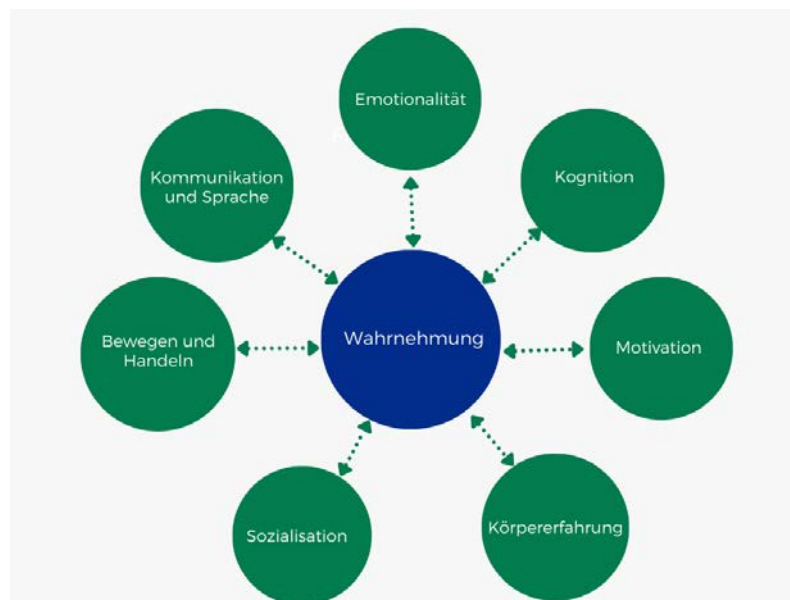 Emotionalität
Kommunikation
und Sprache
Kognition
Wahrnehmung
Bewegen und
Handeln
Motivation
Sozialisation
Körpererfahrung